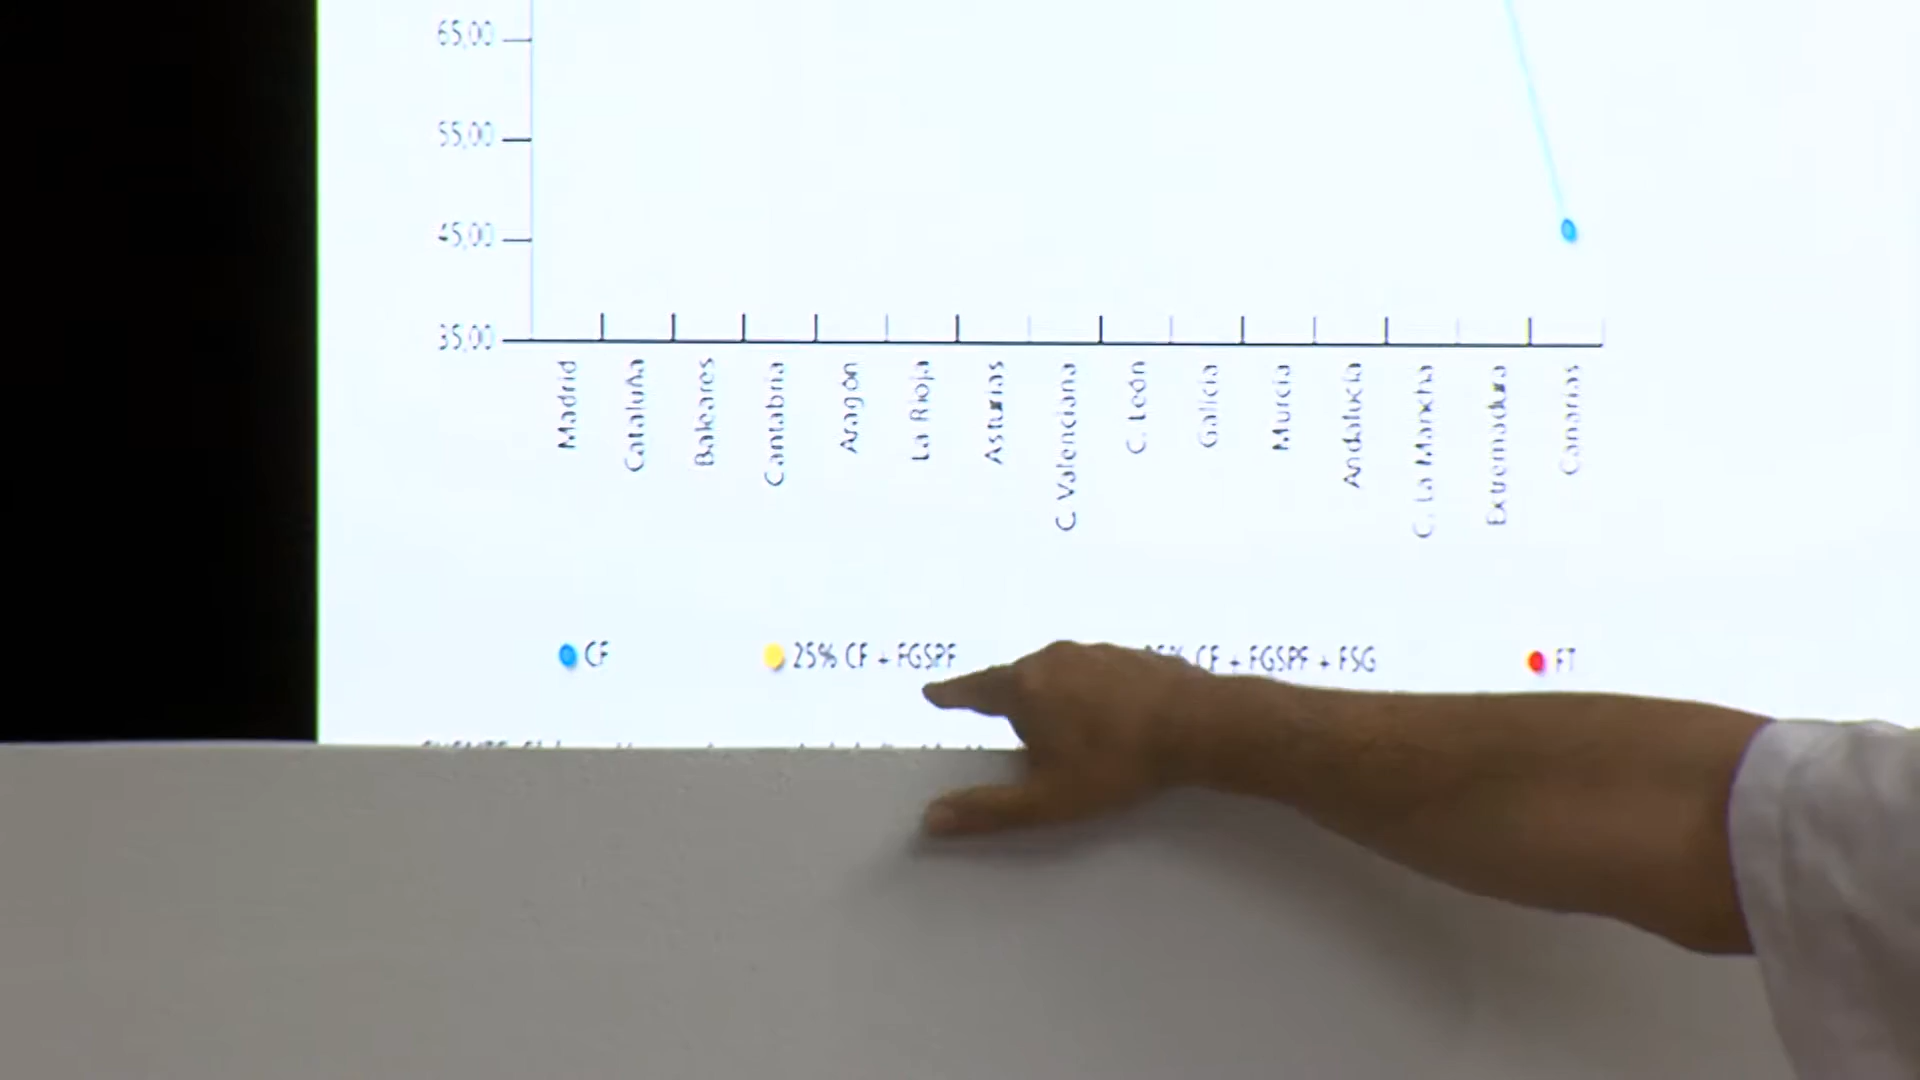 65,00
55,00
45,00
35,00
Madrid
Cataluña
Baleares
Cantabria
Aragón
La Rioja
Asturias
C. Valenciana
C. León
Galicia
Murcia
Andalucía
C. La Mancha
Extremadura
Canarias
CF
25% CF + FGSPF
CF + FGSPF + FSG
FT